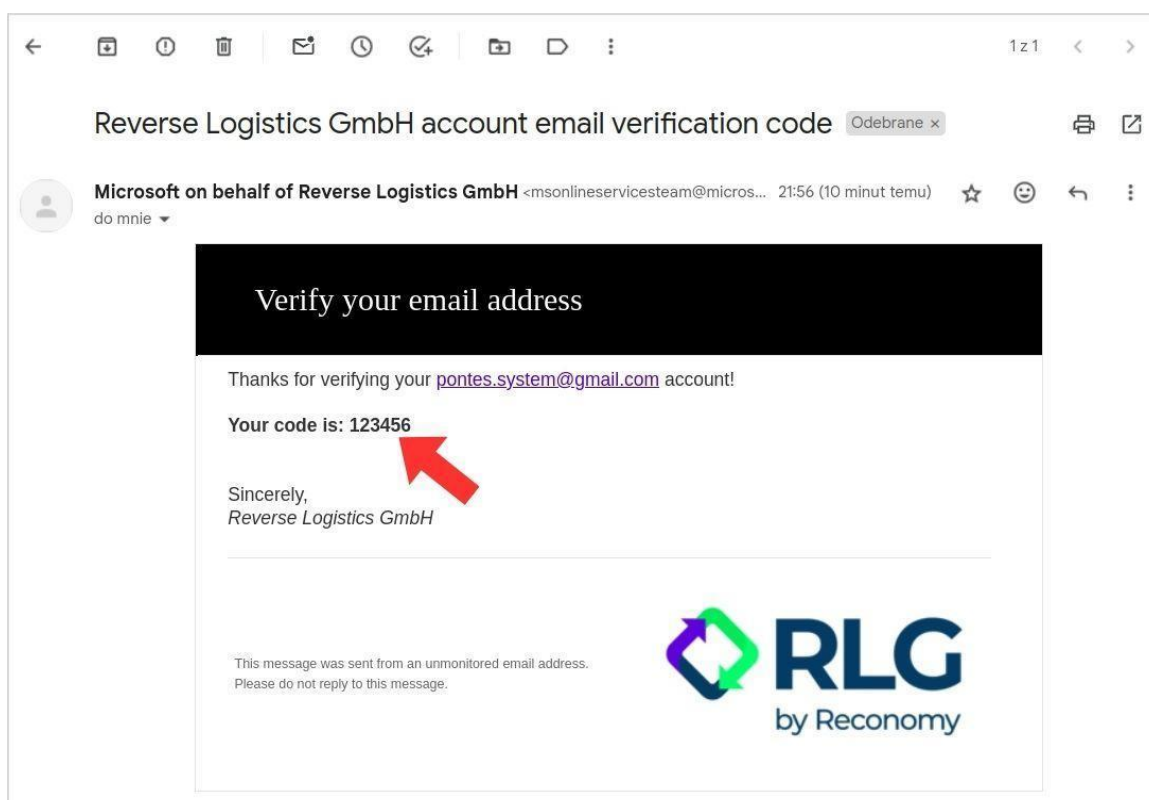 1 z 1
Reverse Logistics GmbH account email verification code Odebrane ×
Microsoft on behalf of Reverse Logistics GmbH <msonlineservicesteam@micros... 21:56 (10 minut temu)
do mnie
Verify your email address
Thanks for verifying your pontes.system@gmail.com account!
Your code is: 123456
Sincerely,
Reverse Logistics GmbH
This message was sent from an unmonitored email address.
Please do not reply to this message.
RLG
by Reconomy